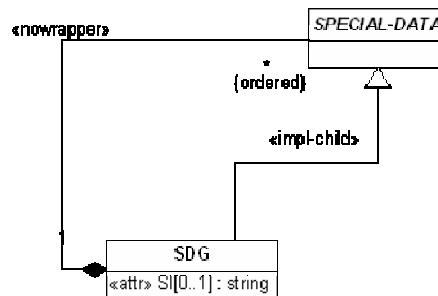 «nowrapper»
SPECIAL-DATA
*
{ordered}
«impl-child»
1
SDG
«attr» SI[0..1] : string